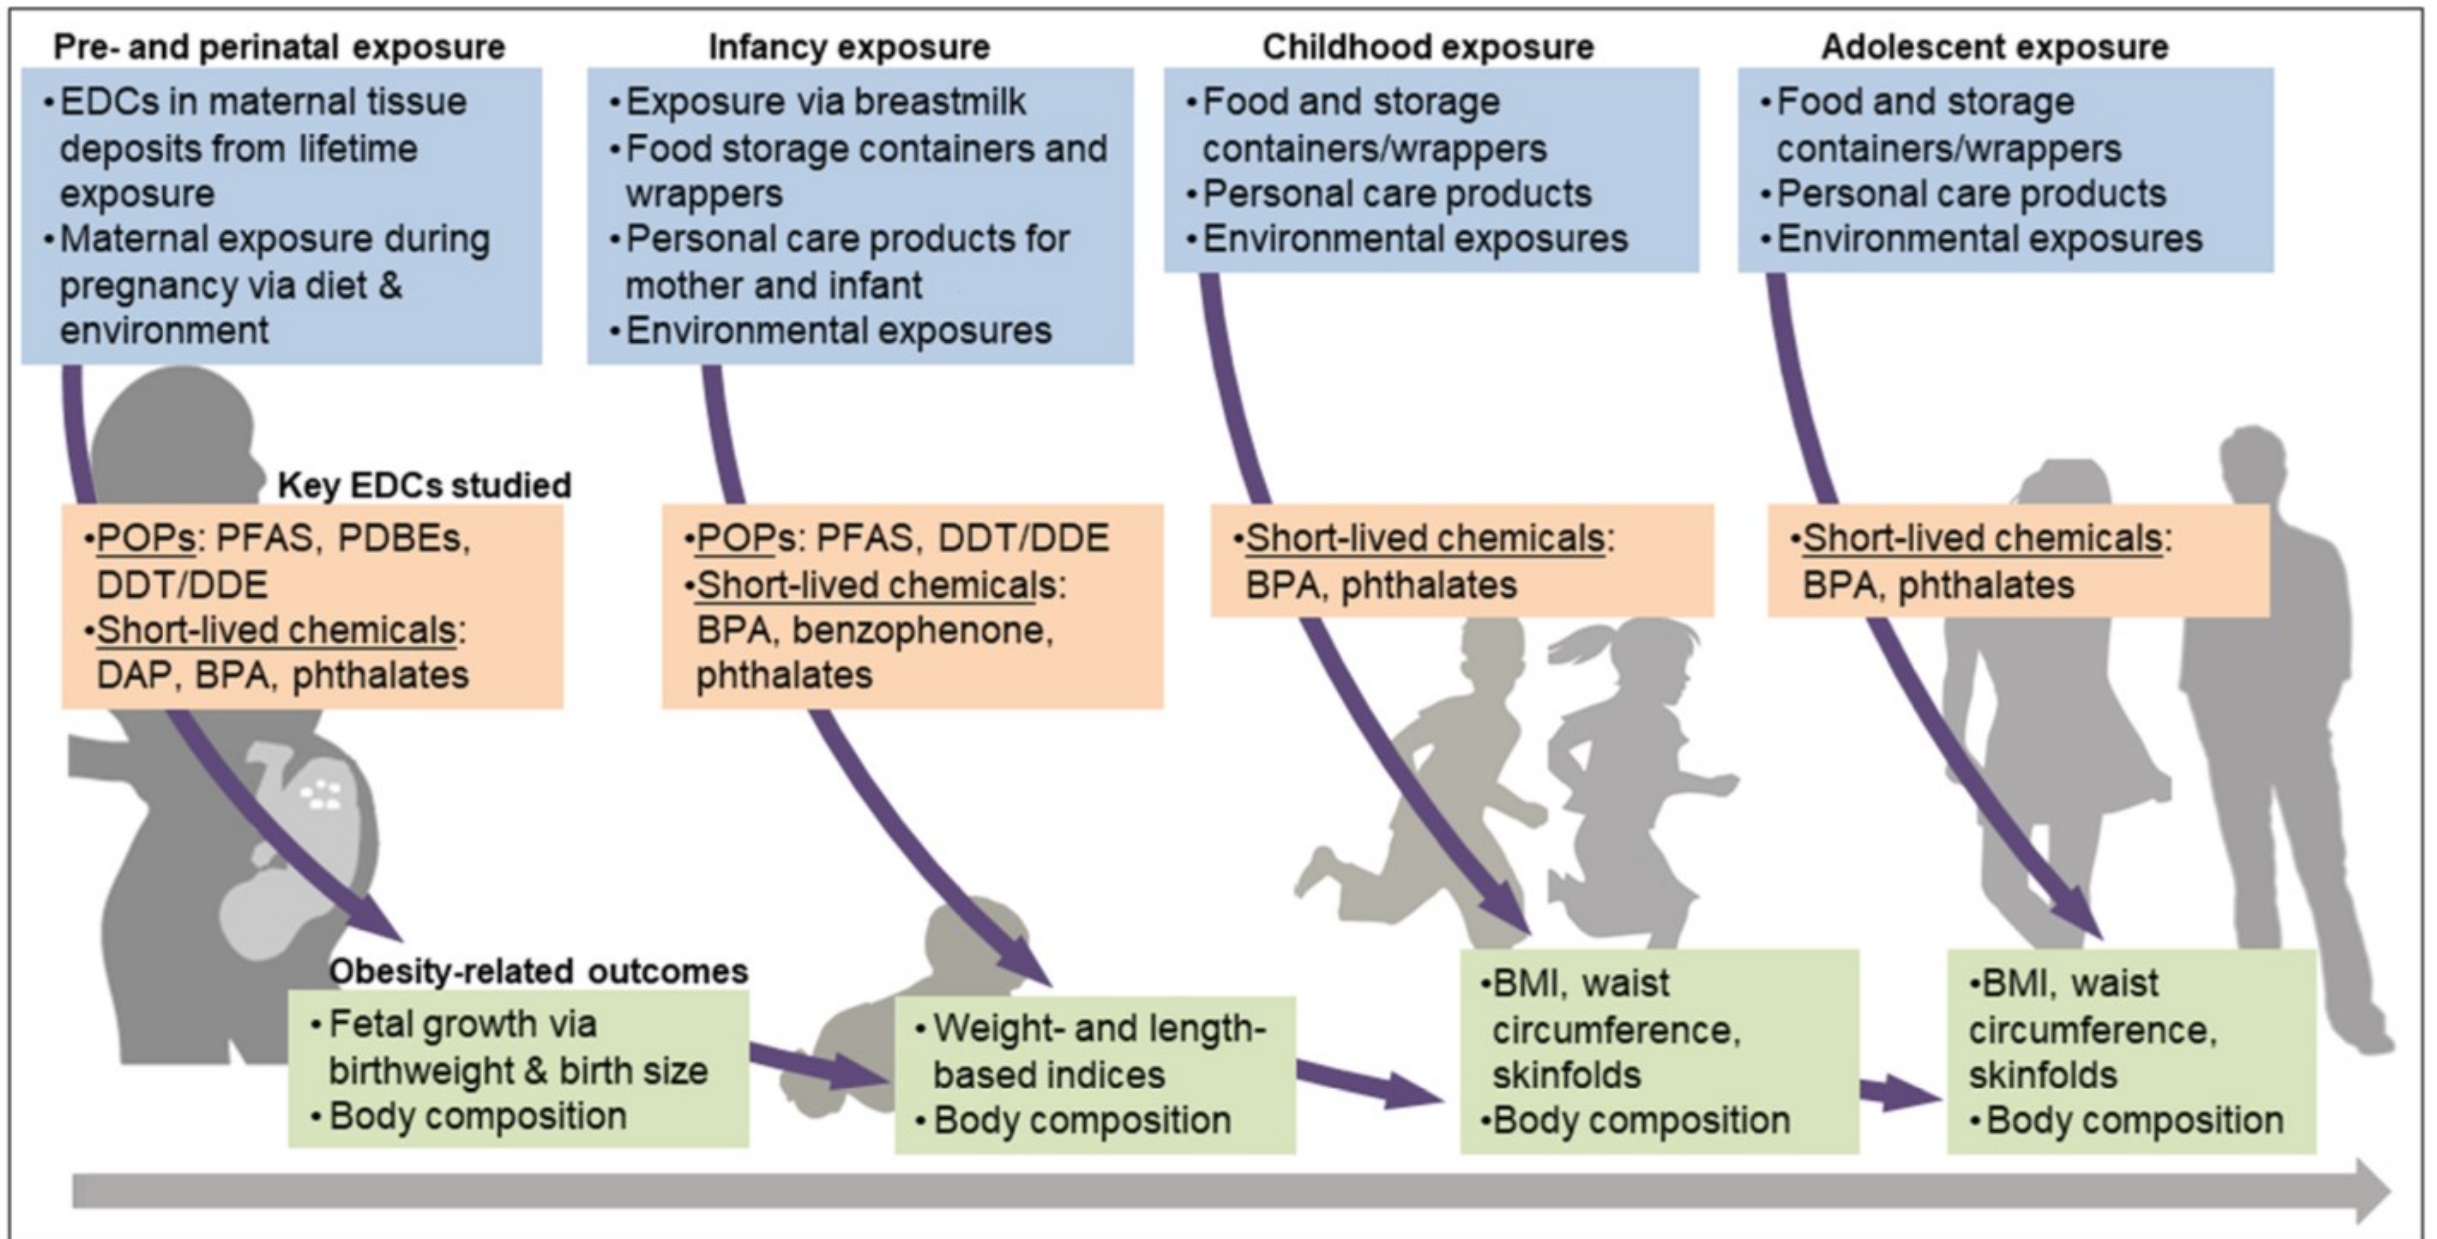 Pre- and perinatal exposure
•EDCs in maternal tissue
deposits from lifetime
exposure
•Maternal exposure during
pregnancy via diet &
environment
Infancy exposure
•Exposure via breastmilk
•Food storage containers and
wrappers
•Personal care products for
mother and infant
•Environmental exposures
Childhood exposure
•Food and storage
containers/wrappers
•Personal care products
•Environmental exposures
Adolescent exposure
•Food and storage
containers/wrappers
•Personal care products
•Environmental exposures
Key EDCs studied
•POPs: PFAS, PDBEs,
DDT/DDE
•Short-lived chemicals:
DAP, BPA, phthalates
•POPs: PFAS, DDT/DDE
•Short-lived chemicals:
BPA, benzophenone,
phthalates
•Short-lived chemicals:
BPA, phthalates
•Short-lived chemicals:
BPA, phthalates
Obesity-related outcomes
• Fetal growth via
birthweight & birth size
• Body composition
• Weight- and length-
based indices
• Body composition
•BMI, waist
circumference,
skinfolds
•Body composition
•BMI, waist
circumference,
skinfolds
• Body composition